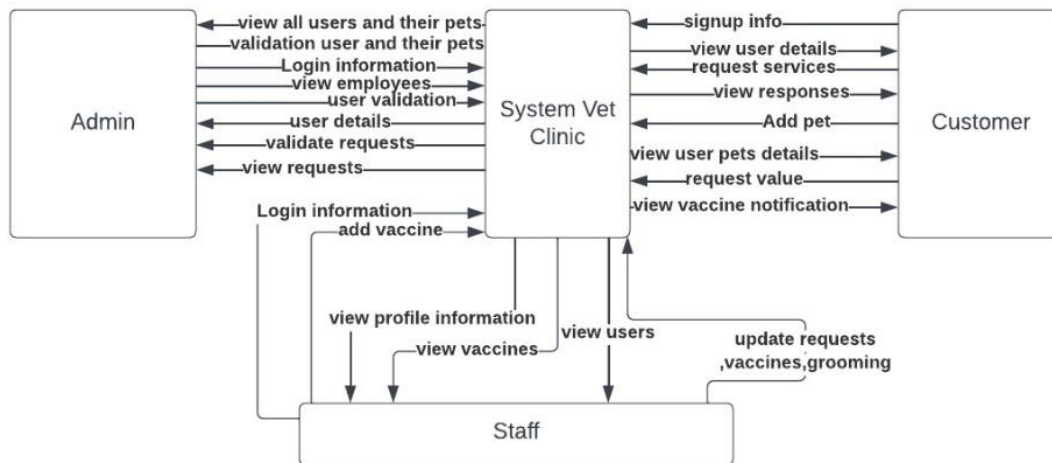 view all users and their pets
signup info
validation user and their pets
view user details
Login information
request services
view employees
view responses
user validation
Admin
System Vet
Clinic
Customer
user details
Add pet
validate requests
view user pets details
view requests
request value
Login information
view vaccine notification
add vaccine
view profile information
view users
update requests
view vaccines
,vaccines,grooming
Staff